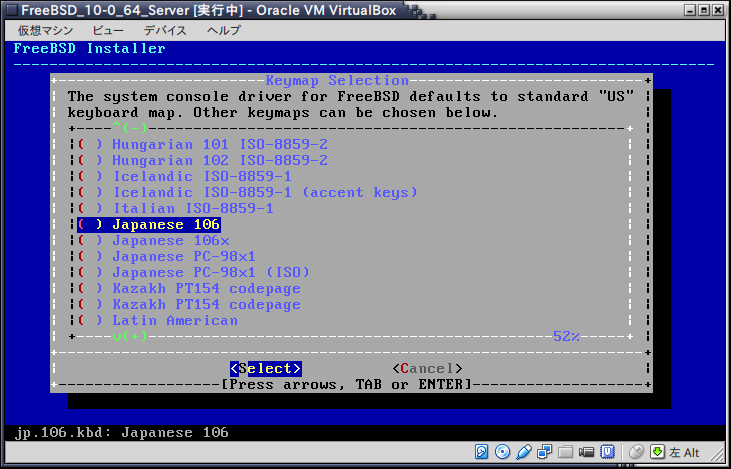 FreeBSD_10-0_64_Server [実行中] - Oracle VM VirtualBox
仮想マシン ビュー デバイス ヘルプ
FreeBSD Installer
Keymap Selection
The system console driver for FreeBSD defaults to standard "US"
keyboard map. Other keymaps can be chosen below.
^(-)
( ) Hungarian 101 ISO-8859-2
( ) Hungarian 102 ISO-8859-2
( ) Icelandic ISO-8859-1
( ) Icelandic ISO-8859-1 (accent keys)
( ) Italian ISO-8859-1
( ) Japanese 106
( ) Japanese 106x
( ) Japanese PC-98x1
( ) Japanese PC-98x1 (ISO)
( ) Kazakh PT154 codepage
( ) Kazakh PT154 codepage
( ) Latin American
v(+) 52%
<Select> <Cancel>
[Press arrows, TAB or ENTER]
jp.106.kbd: Japanese 106
左 Alt